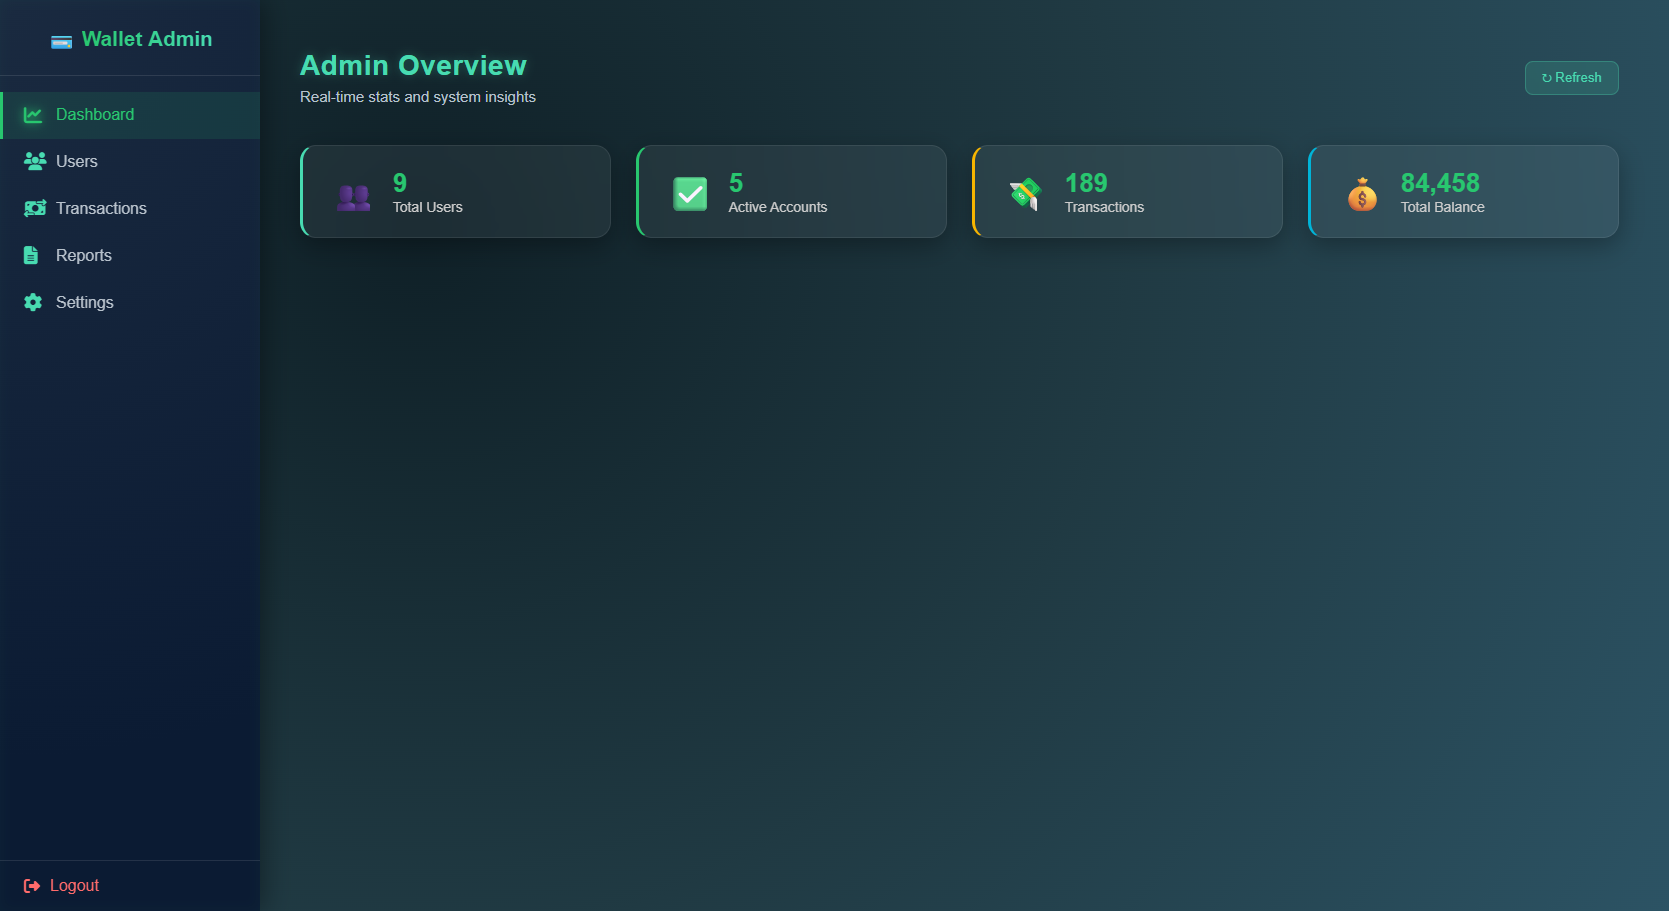 Wallet Admin
Dashboard
Users
Transactions
Reports
Settings
Logout
Admin Overview
Real-time stats and system insights
↻ Refresh
9
Total Users
5
Active Accounts
189
Transactions
84,458
Total Balance